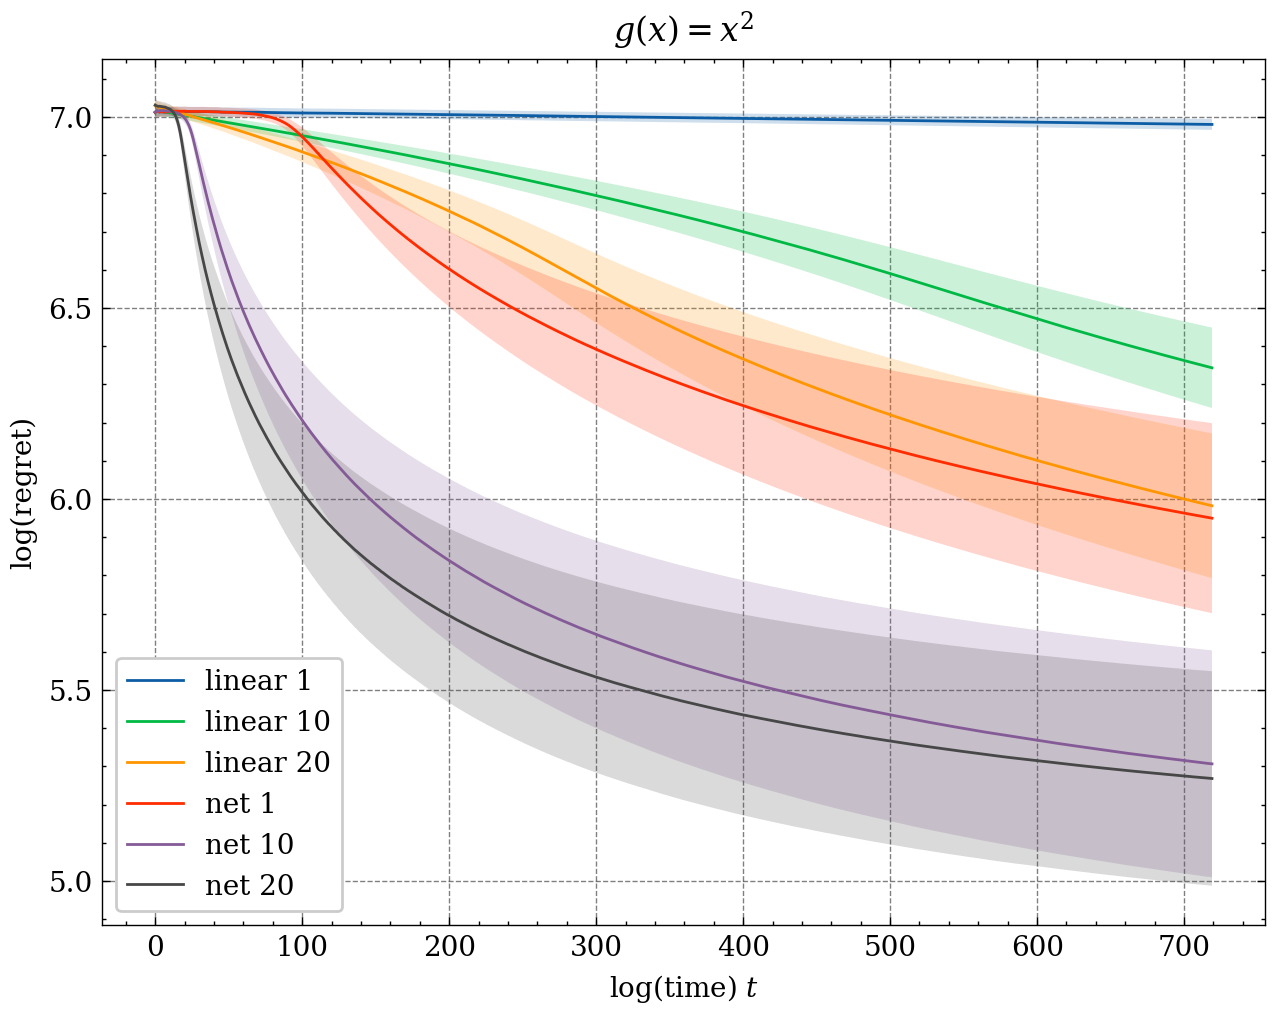 g(x) = x²
log(regret)
7.0
6.5
6.0
5.5
5.0
linear 1
linear 10
linear 20
net 1
net 10
net 20
0 100 200 300 400 500 600 700
log(time) t